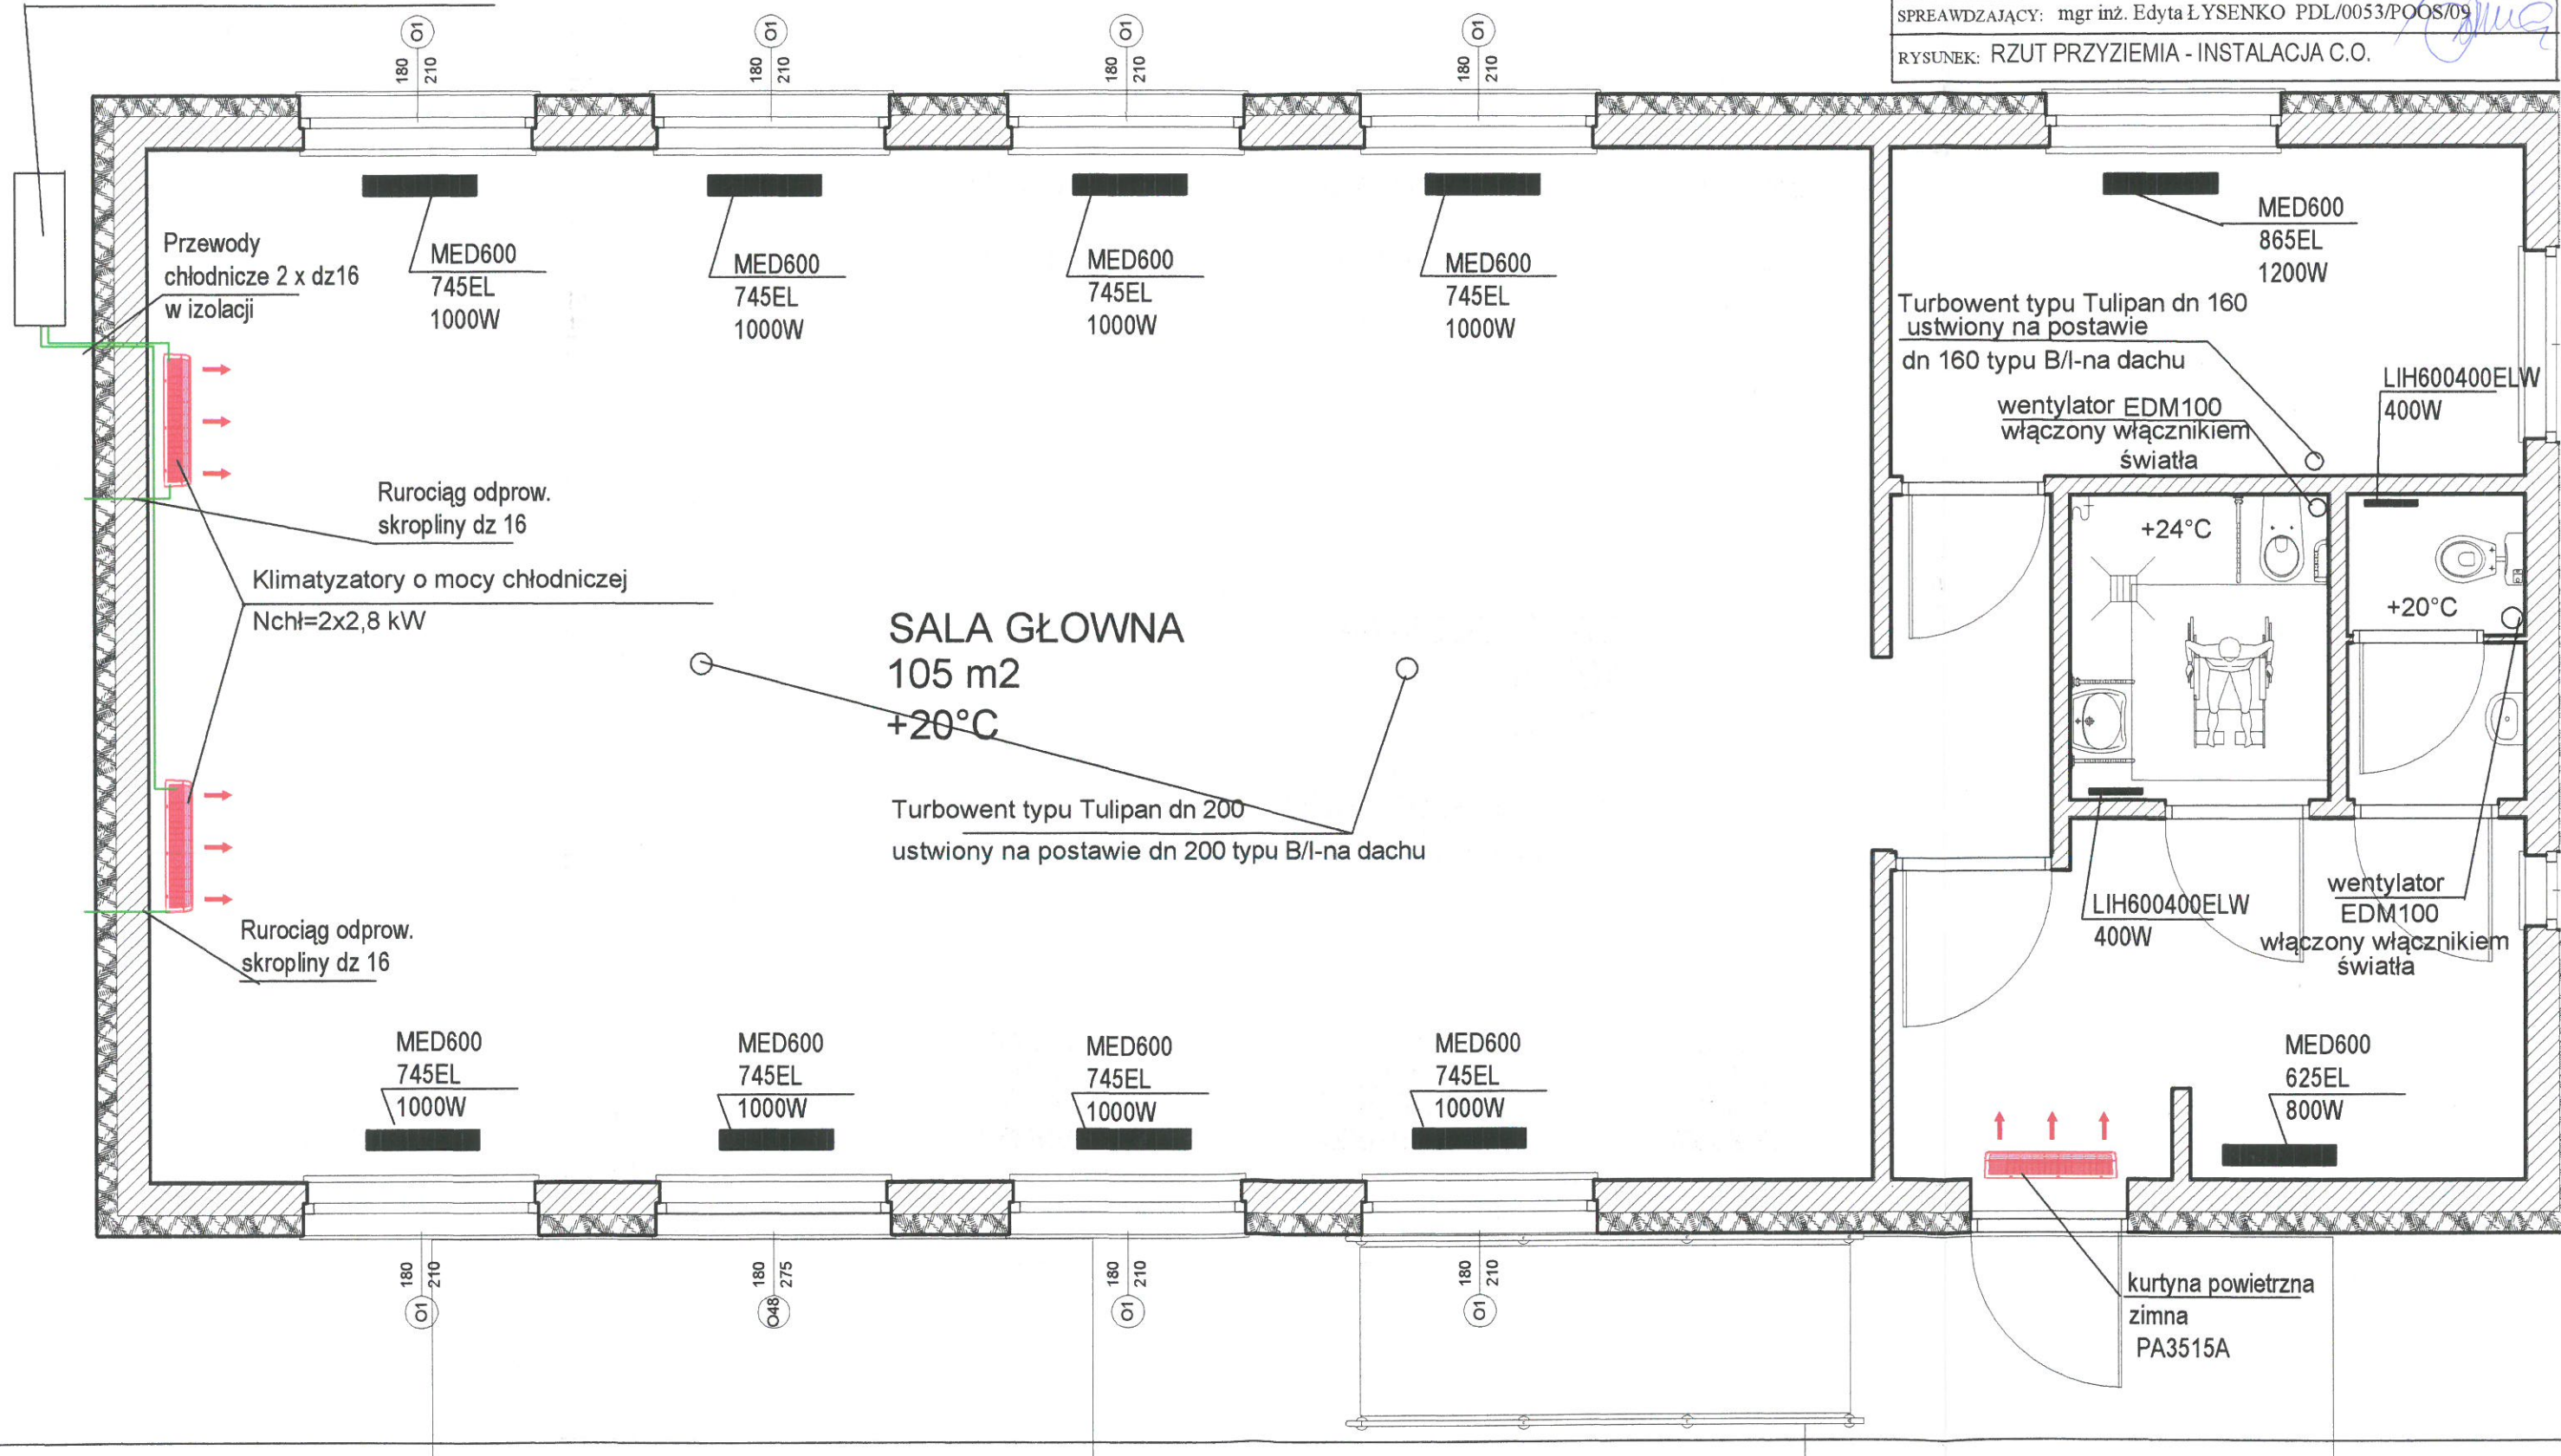 SPREAWDZAJĄCY: mgr inż. Edyta ŁYSENKO PDL/0053/POOS/09
RYSUNEK: RZUT PRZYZIEMIA - INSTALACJA C.O.
O1
180
210
O1
180
210
O1
180
210
O1
180
210
Przewody
chłodnicze 2 x dz16
w izolacji
MED600
745EL
1000W
MED600
745EL
1000W
MED600
745EL
1000W
MED600
745EL
1000W
MED600
865EL
1200W
Turbowent typu Tulipan dn 160
ustwiony na postawie
dn 160 typu B/I-na dachu
LIH600400ELW
400W
wentylator EDM100
włączony włącznikiem
światła
Rurociąg odprow.
skropliny dz 16
+24°C
Klimatyzatory o mocy chłodniczej
Nchł=2x2,8 kW
+20°C
SALA GŁOWNA
105 m2
+20°C
Turbowent typu Tulipan dn 200
ustwiony na postawie dn 200 typu B/I-na dachu
Rurociąg odprow.
skropliny dz 16
LIH600400ELW
400W
wentylator
EDM100
włączony włącznikiem
światła
MED600
745EL
1000W
MED600
745EL
1000W
MED600
745EL
1000W
MED600
745EL
1000W
MED600
625EL
800W
kurtyna powietrzna
zimna
PA3515A
180
210
O1
180
275
O48
180
210
O1
180
210
O1